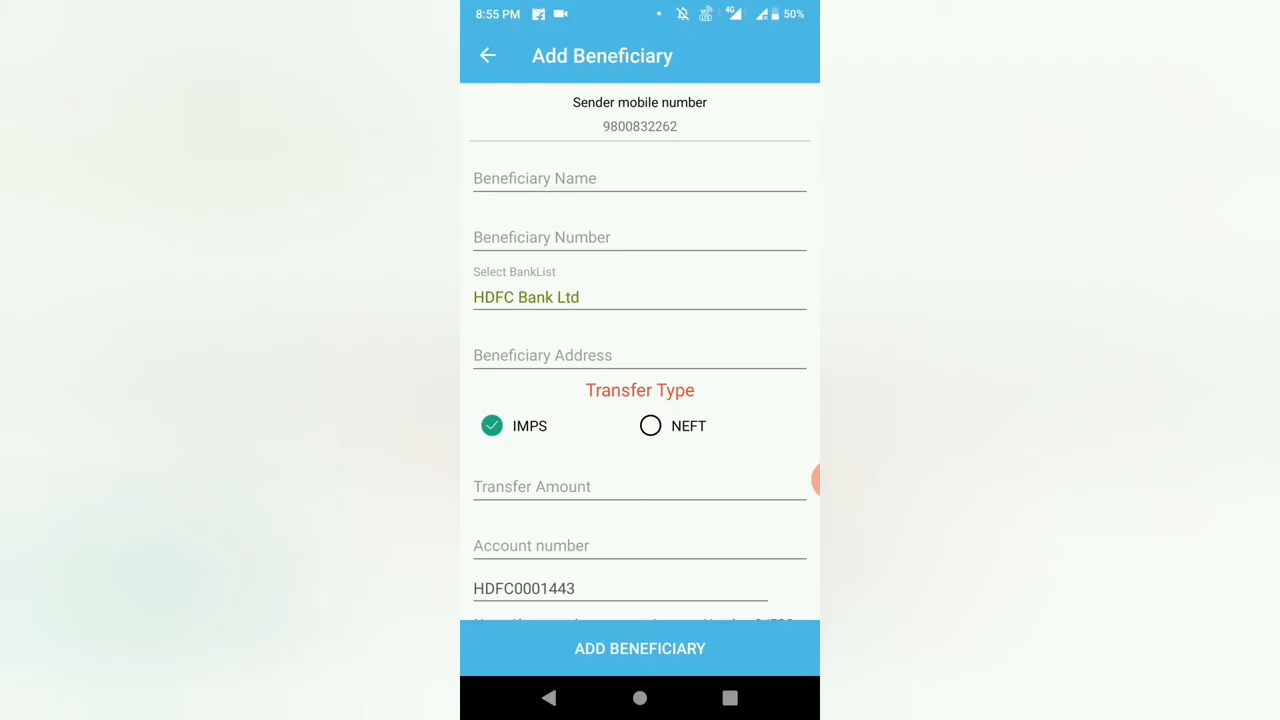 8:55 PM 4G 50%
Add Beneficiary
Sender mobile number
9800832262
Beneficiary Name
Beneficiary Number
Select BankList
HDFC Bank Ltd
Beneficiary Address
Transfer Type
IMPS NEFT
Transfer Amount
Account number
HDFC0001443
ADD BENEFICIARY